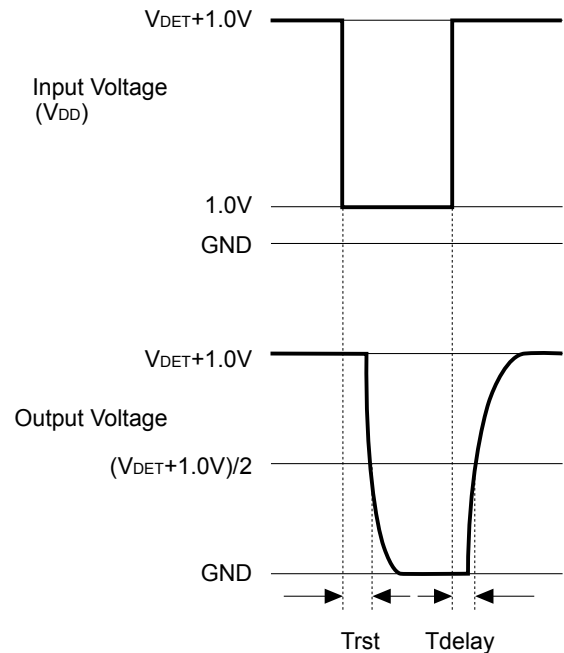 VDET+1.0V
Input Voltage
(VDD)
1.0V
GND
VDET+1.0V
Output Voltage
(VDET+1.0V)/2
GND
Trst
Tdelay